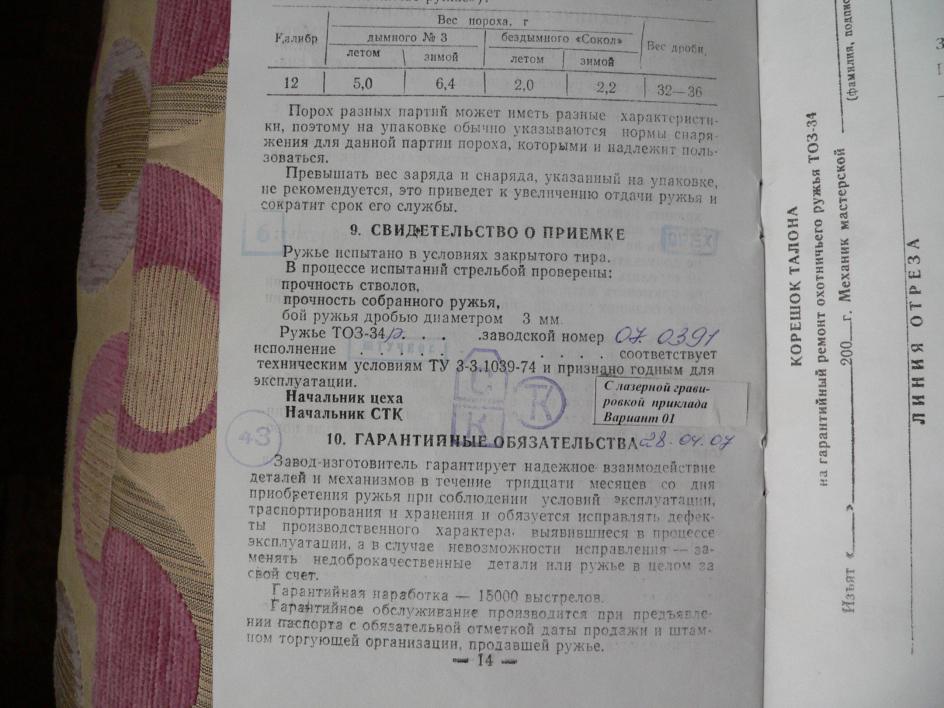 Вес пороха, г
Калибр
дымного № 3
бездымного «Сокол»
Вес дроби,
летом
зимой
летом
зимой
12
5,0
6,4
2,0
2,2
32—36
Порох разных партий может иметь разные характеристи-
ки, поэтому на упаковке обычно указываются нормы снаря-
жения для данной партии пороха, которыми и надлежит поль-
зоваться.
Превышать вес заряда и снаряда, указанный на упаковке,
не рекомендуется, это приведет к увеличению отдачи ружья и
сократит срок его службы.
9. СВИДЕТЕЛЬСТВО О ПРИЕМКЕ
6
ОРЕХ
Ружье испытано в условиях закрытого тира.
В процессе испытаний стрельбой проверены:
прочность стволов,
прочность собранного ружья,
бой ружья дробью диаметром 3 мм.
Ружье ТОЗ-34р. . . .заводской номер 07 0391
исполнение . . . . . . . . . . соответствует
техническим условиям ТУ 3-3.1039-74 и признано годным для
эксплуатации.
С лазерной грави-
ровкой приклада
Вариант 01
Начальник цеха
Начальник СТК
К
43
10. ГАРАНТИЙНЫЕ ОБЯЗАТЕЛЬСТВА 28.04.07
Завод-изготовитель гарантирует надежное взаимодействие
деталей и механизмов в течение тридцати месяцев со дня
приобретения ружья при соблюдении условий эксплуатации,
траспортирования и хранения и обязуется исправлять дефек-
ты производственного характера, выявившиеся в процессе
эксплуатации, а в случае невозможности исправления — за-
менять недоброкачественные детали или ружье в целом за
свой счет.
Гарантийная наработка — 15000 выстрелов.
Гарантийное обслуживание производится при предъявле-
нии паспорта с обязательной отметкой даты продажи и штам-
пом торгующей организации, продавшей ружье.
— 14 —
КОРЕШОК ТАЛОНА
на гарантийный ремонт охотничьего ружья ТОЗ-34
Изъят «___»__________200__г. Механик мастерской
(фамилия, подпись
ЛИНИЯ ОТРЕЗА